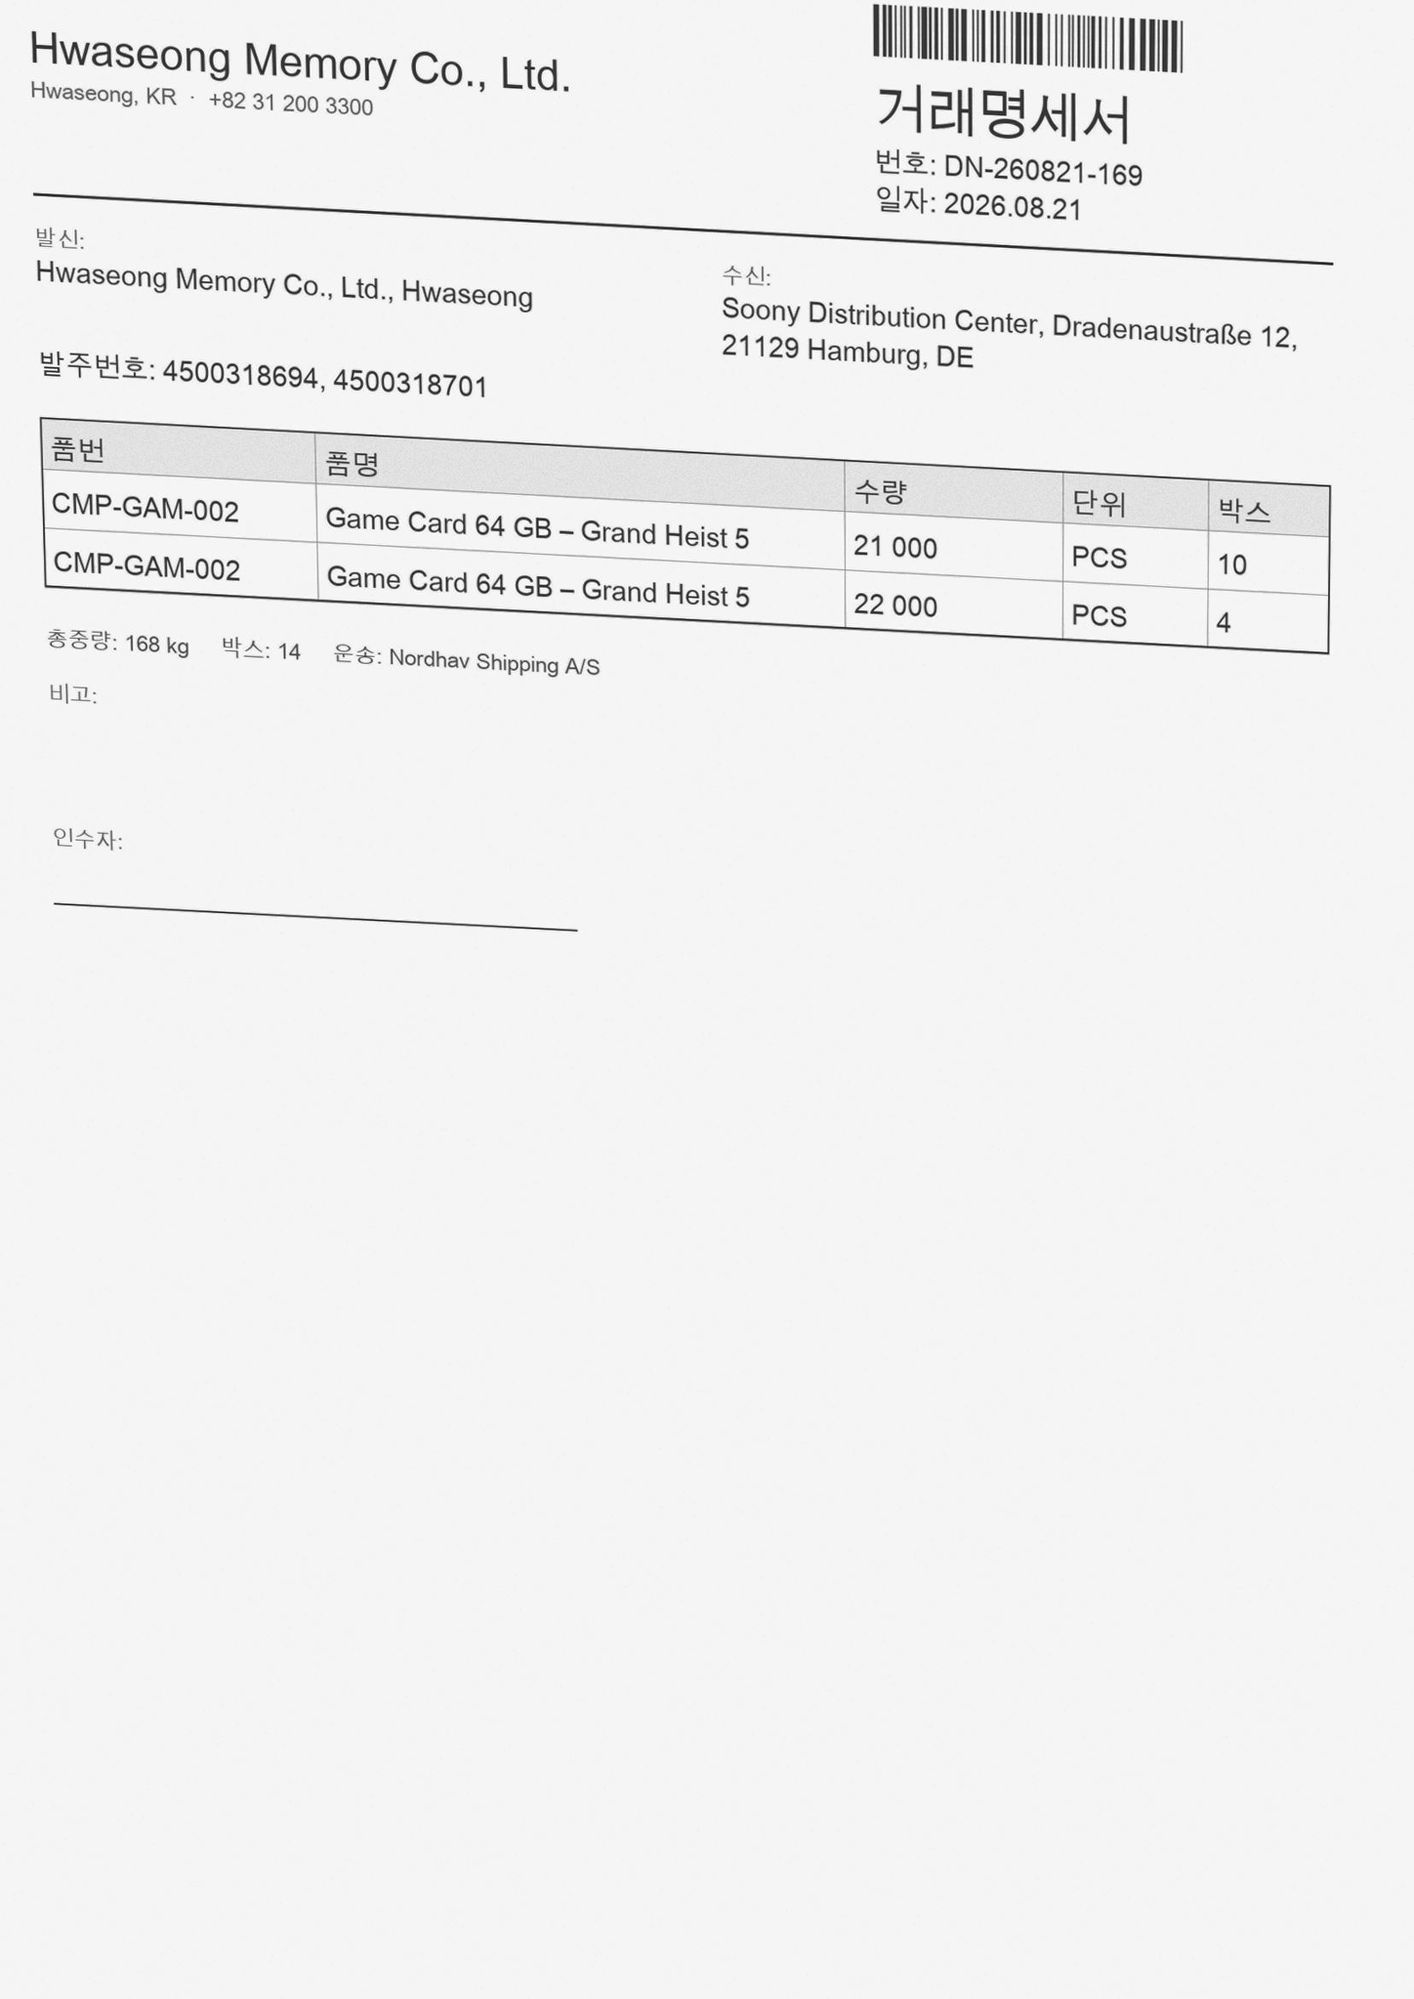 Hwaseong Memory Co., Ltd.
Hwaseong, KR · +82 31 200 3300
거래명세서
번호: DN-260821-169
일자: 2026.08.21
발신:
Hwaseong Memory Co., Ltd., Hwaseong
수신:
Soony Distribution Center, Dradenaustraße 12,
21129 Hamburg, DE
발주번호: 4500318694, 4500318701
품번 품명 수량 단위 박스
CMP-GAM-002 Game Card 64 GB – Grand Heist 5 21 000 PCS 10
CMP-GAM-002 Game Card 64 GB – Grand Heist 5 22 000 PCS 4
총중량: 168 kg 박스: 14 운송: Nordhav Shipping A/S
비고:
인수자: